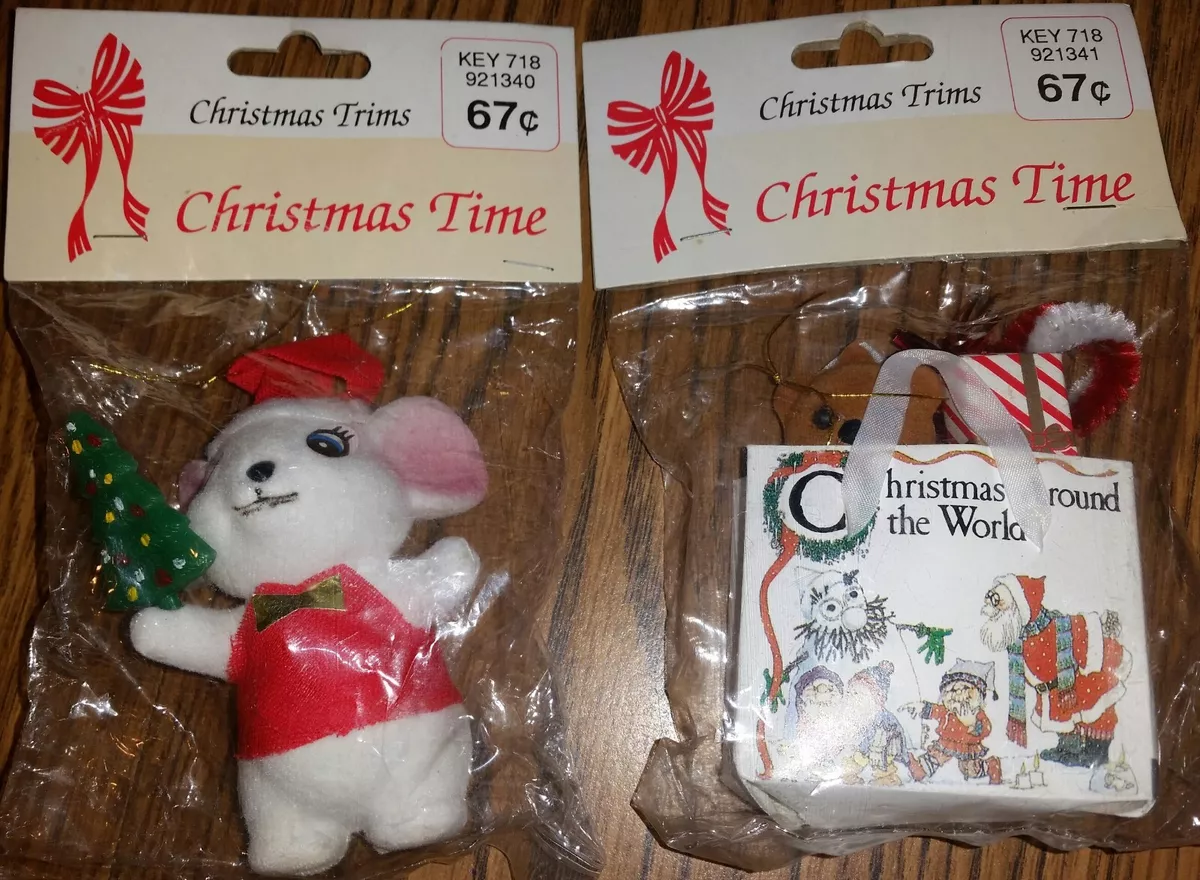 KEY 718
921340
67¢
Christmas Trims
Christmas Time
KEY 718
921341
67¢
Christmas Trims
Christmas Time
Christmas round
the World